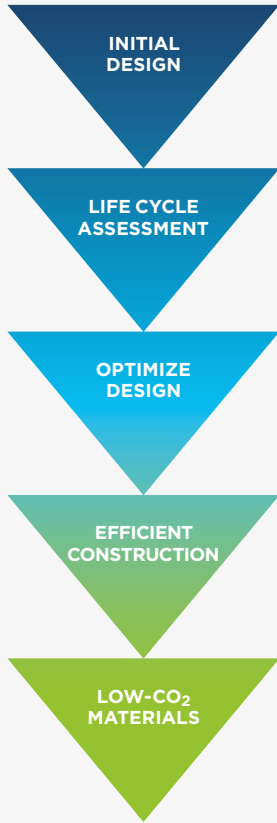 INITIAL
DESIGN
LIFE CYCLE
ASSESSMENT
OPTIMIZE
DESIGN
EFFICIENT
CONSTRUCTION
LOW-CO₂
MATERIALS